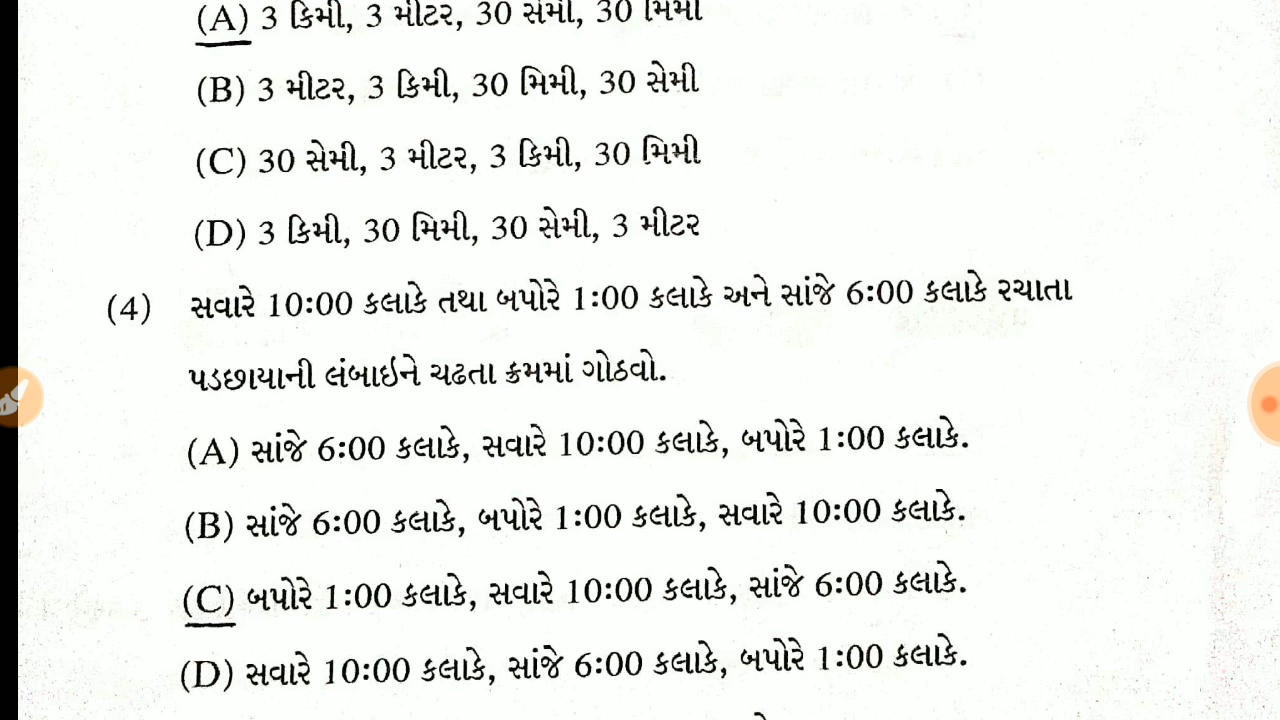 (A) 3 કિમી, 3 મીટર, 30 સેમી, 30 મિમી
(B) 3 મીટર, 3 કિમી, 30 મિમી, 30 સેમી
(C) 30 સેમી, 3 મીટર, 3 કિમી, 30 મિમી
(D) 3 કિમી, 30 મિમી, 30 સેમી, 3 મીટર
(4) સવારે 10:00 કલાકે તથા બપોરે 1:00 કલાકે અને સાંજે 6:00 કલાકે રચાતા
પડછાયાની લંબાઇને ચઢતા ક્રમમાં ગોઠવો.
(A) સાંજે 6:00 કલાકે, સવારે 10:00 કલાકે, બપોરે 1:00 કલાકે.
(B) સાંજે 6:00 કલાકે, બપોરે 1:00 કલાકે, સવારે 10:00 કલાકે.
(C) બપોરે 1:00 કલાકે, સવારે 10:00 કલાકે, સાંજે 6:00 કલાકે.
(D) સવારે 10:00 કલાકે, સાંજે 6:00 કલાકે, બપોરે 1:00 કલાકે.